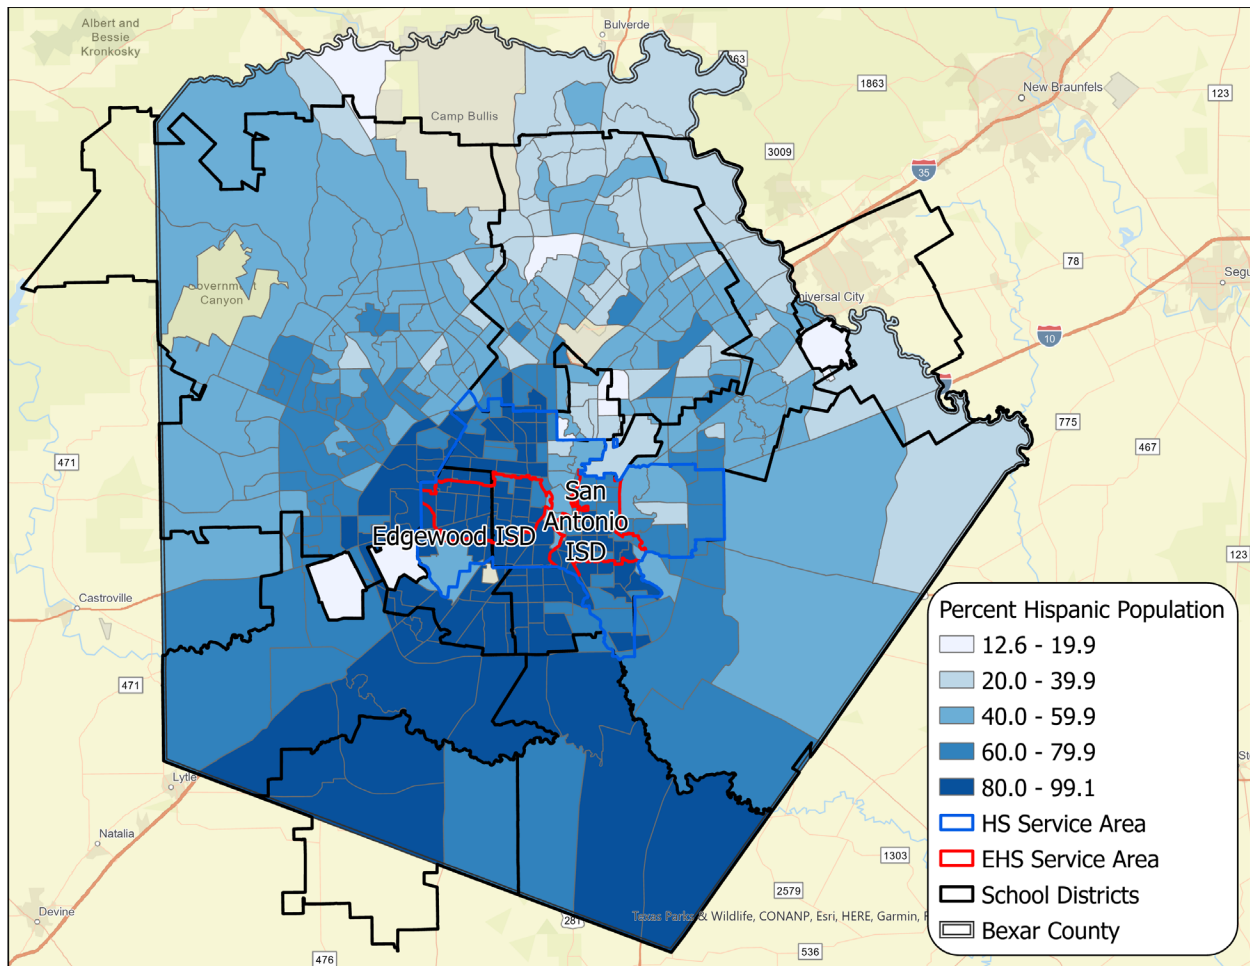 Albert and
Bessie
Kronkosky
Bulverde
1863
New Braunfels
123
Camp Bullis
3009
35
78
Government
Canyon
Universal City
10
775
471
467
San
Antonio
ISD
Edgewood ISD
123
Castroville
471
Lytle
Natalia
Devine
476
281
2579
1303
536
Texas Parks & Wildlife, CONANP, Esri, HERE, Garmin,
Percent Hispanic Population
12.6 - 19.9
20.0 - 39.9
40.0 - 59.9
60.0 - 79.9
80.0 - 99.1
HS Service Area
EHS Service Area
School Districts
Bexar County